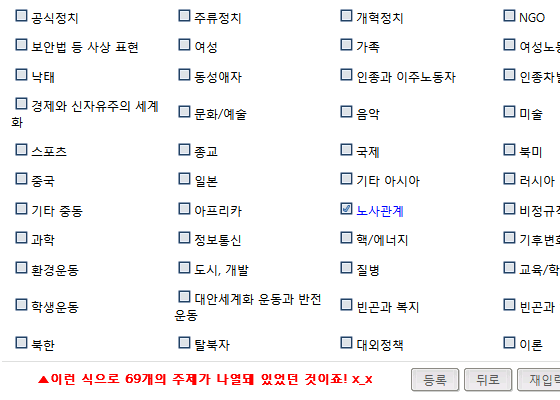 공식정치 주류정치 개혁정치 NGO
보안법 등 사상 표현 여성 가족 여성노동
낙태 동성애자 인종과 이주노동자 인종차별
경제와 신자유주의 세계
화 문화/예술 음악 미술
스포츠 종교 국제 북미
중국 일본 기타 아시아 러시아
기타 중동 아프리카 노사관계 비정규직
과학 정보통신 핵/에너지 기후변화
환경운동 도시, 개발 질병 교육/학
학생운동 대안세계화 운동과 반전
운동 빈곤과 복지 빈곤과
북한 탈북자 대외정책 이론
▲이런 식으로 69개의 주제가 나열돼 있었던 것이죠! x_x 등록 뒤로 재입력